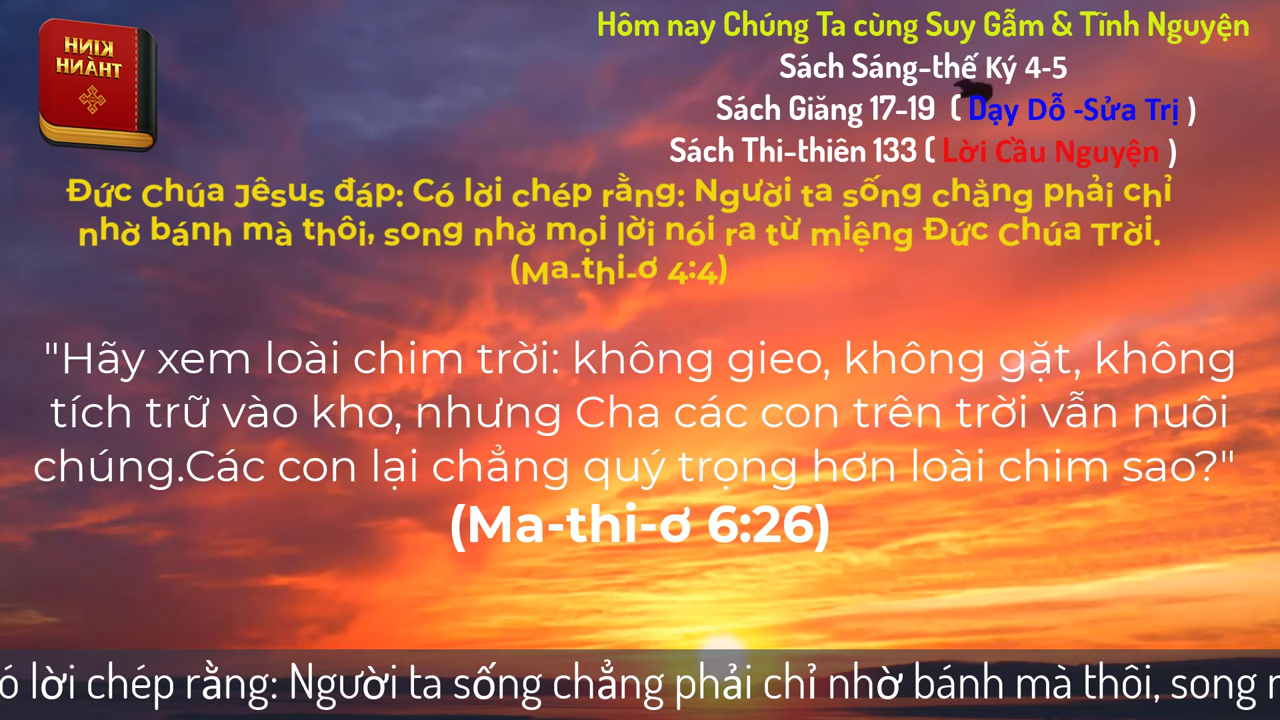 KINH
THÀNH
Hôm nay Chúng Ta cùng Suy Gẫm & Tĩnh Nguyện
Sách Sáng-thế Ký 4-5
Sách Giăng 17-19 ( Dạy Dỗ -Sửa Trị )
Sách Thi-thiên 133 ( Lời Cầu Nguyện )
Đức Chúa Jêsus đáp: Có lời chép rằng: Người ta sống chẳng phải chỉ
nhờ bánh mà thôi, song nhờ mọi lời nói ra từ miệng Đức Chúa Trời.
(Ma-thi-ơ 4:4)
"Hãy xem loài chim trời: không gieo, không gặt, không
tích trữ vào kho, nhưng Cha các con trên trời vẫn nuôi
chúng.Các con lại chẳng quý trọng hơn loài chim sao?"
(Ma-thi-ơ 6:26)
ó lời chép rằng: Người ta sống chẳng phải chỉ nhờ bánh mà thôi, song